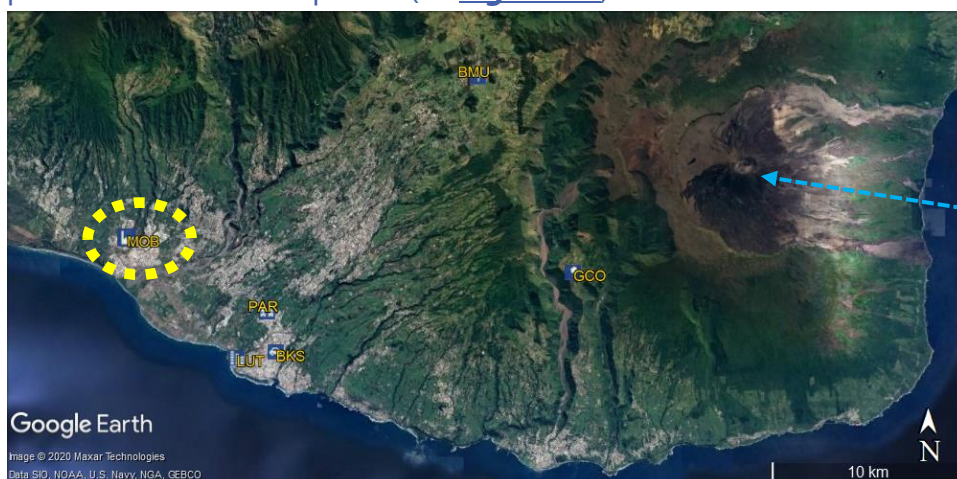 BMU
MOB
GCO
PAR
LUT
BKS
Google Earth
Image © 2020 Maxar Technologies
Data SIO, NOAA, U.S. Navy, NGA, GEBCO
N
10 km